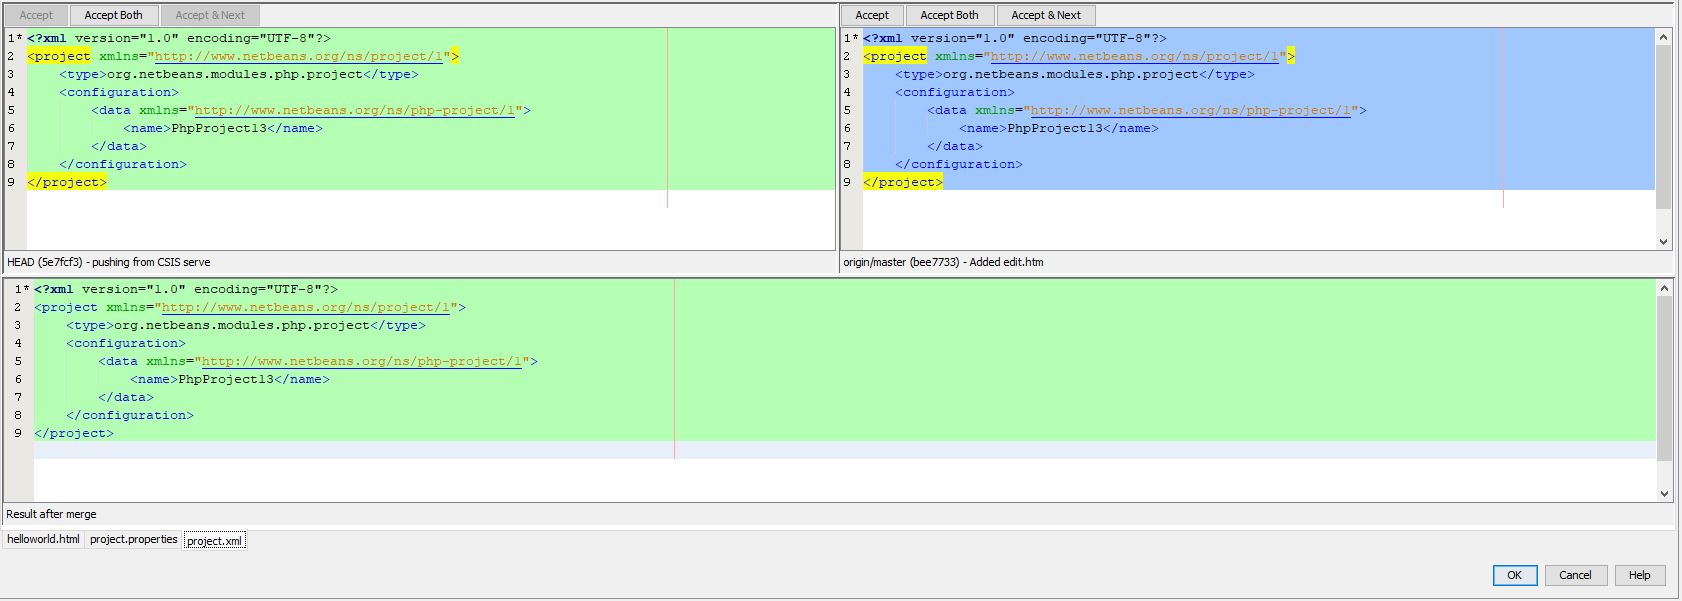 Accept Accept Both Accept & Next
1* <?xml version="1.0" encoding="UTF-8"?>
2 <project xmlns="http://www.netbeans.org/ns/project/1">
3 <type>org.netbeans.modules.php.project</type>
4 <configuration>
5 <data xmlns="http://www.netbeans.org/ns/php-project/1">
6 <name>PhpProject13</name>
7 </data>
8 </configuration>
9 </project>
HEAD (5e7fcf3) - pushing from CSIS serve
Accept Accept Both Accept & Next
1* <?xml version="1.0" encoding="UTF-8"?>
2 <project xmlns="http://www.netbeans.org/ns/project/1">
3 <type>org.netbeans.modules.php.project</type>
4 <configuration>
5 <data xmlns="http://www.netbeans.org/ns/php-project/1">
6 <name>PhpProject13</name>
7 </data>
8 </configuration>
9 </project>
origin/master (bee7733) - Added edit.htm
1* <?xml version="1.0" encoding="UTF-8"?>
2 <project xmlns="http://www.netbeans.org/ns/project/1">
3 <type>org.netbeans.modules.php.project</type>
4 <configuration>
5 <data xmlns="http://www.netbeans.org/ns/php-project/1">
6 <name>PhpProject13</name>
7 </data>
8 </configuration>
9 </project>
Result after merge
helloworld.html project.properties project.xml
OK Cancel Help